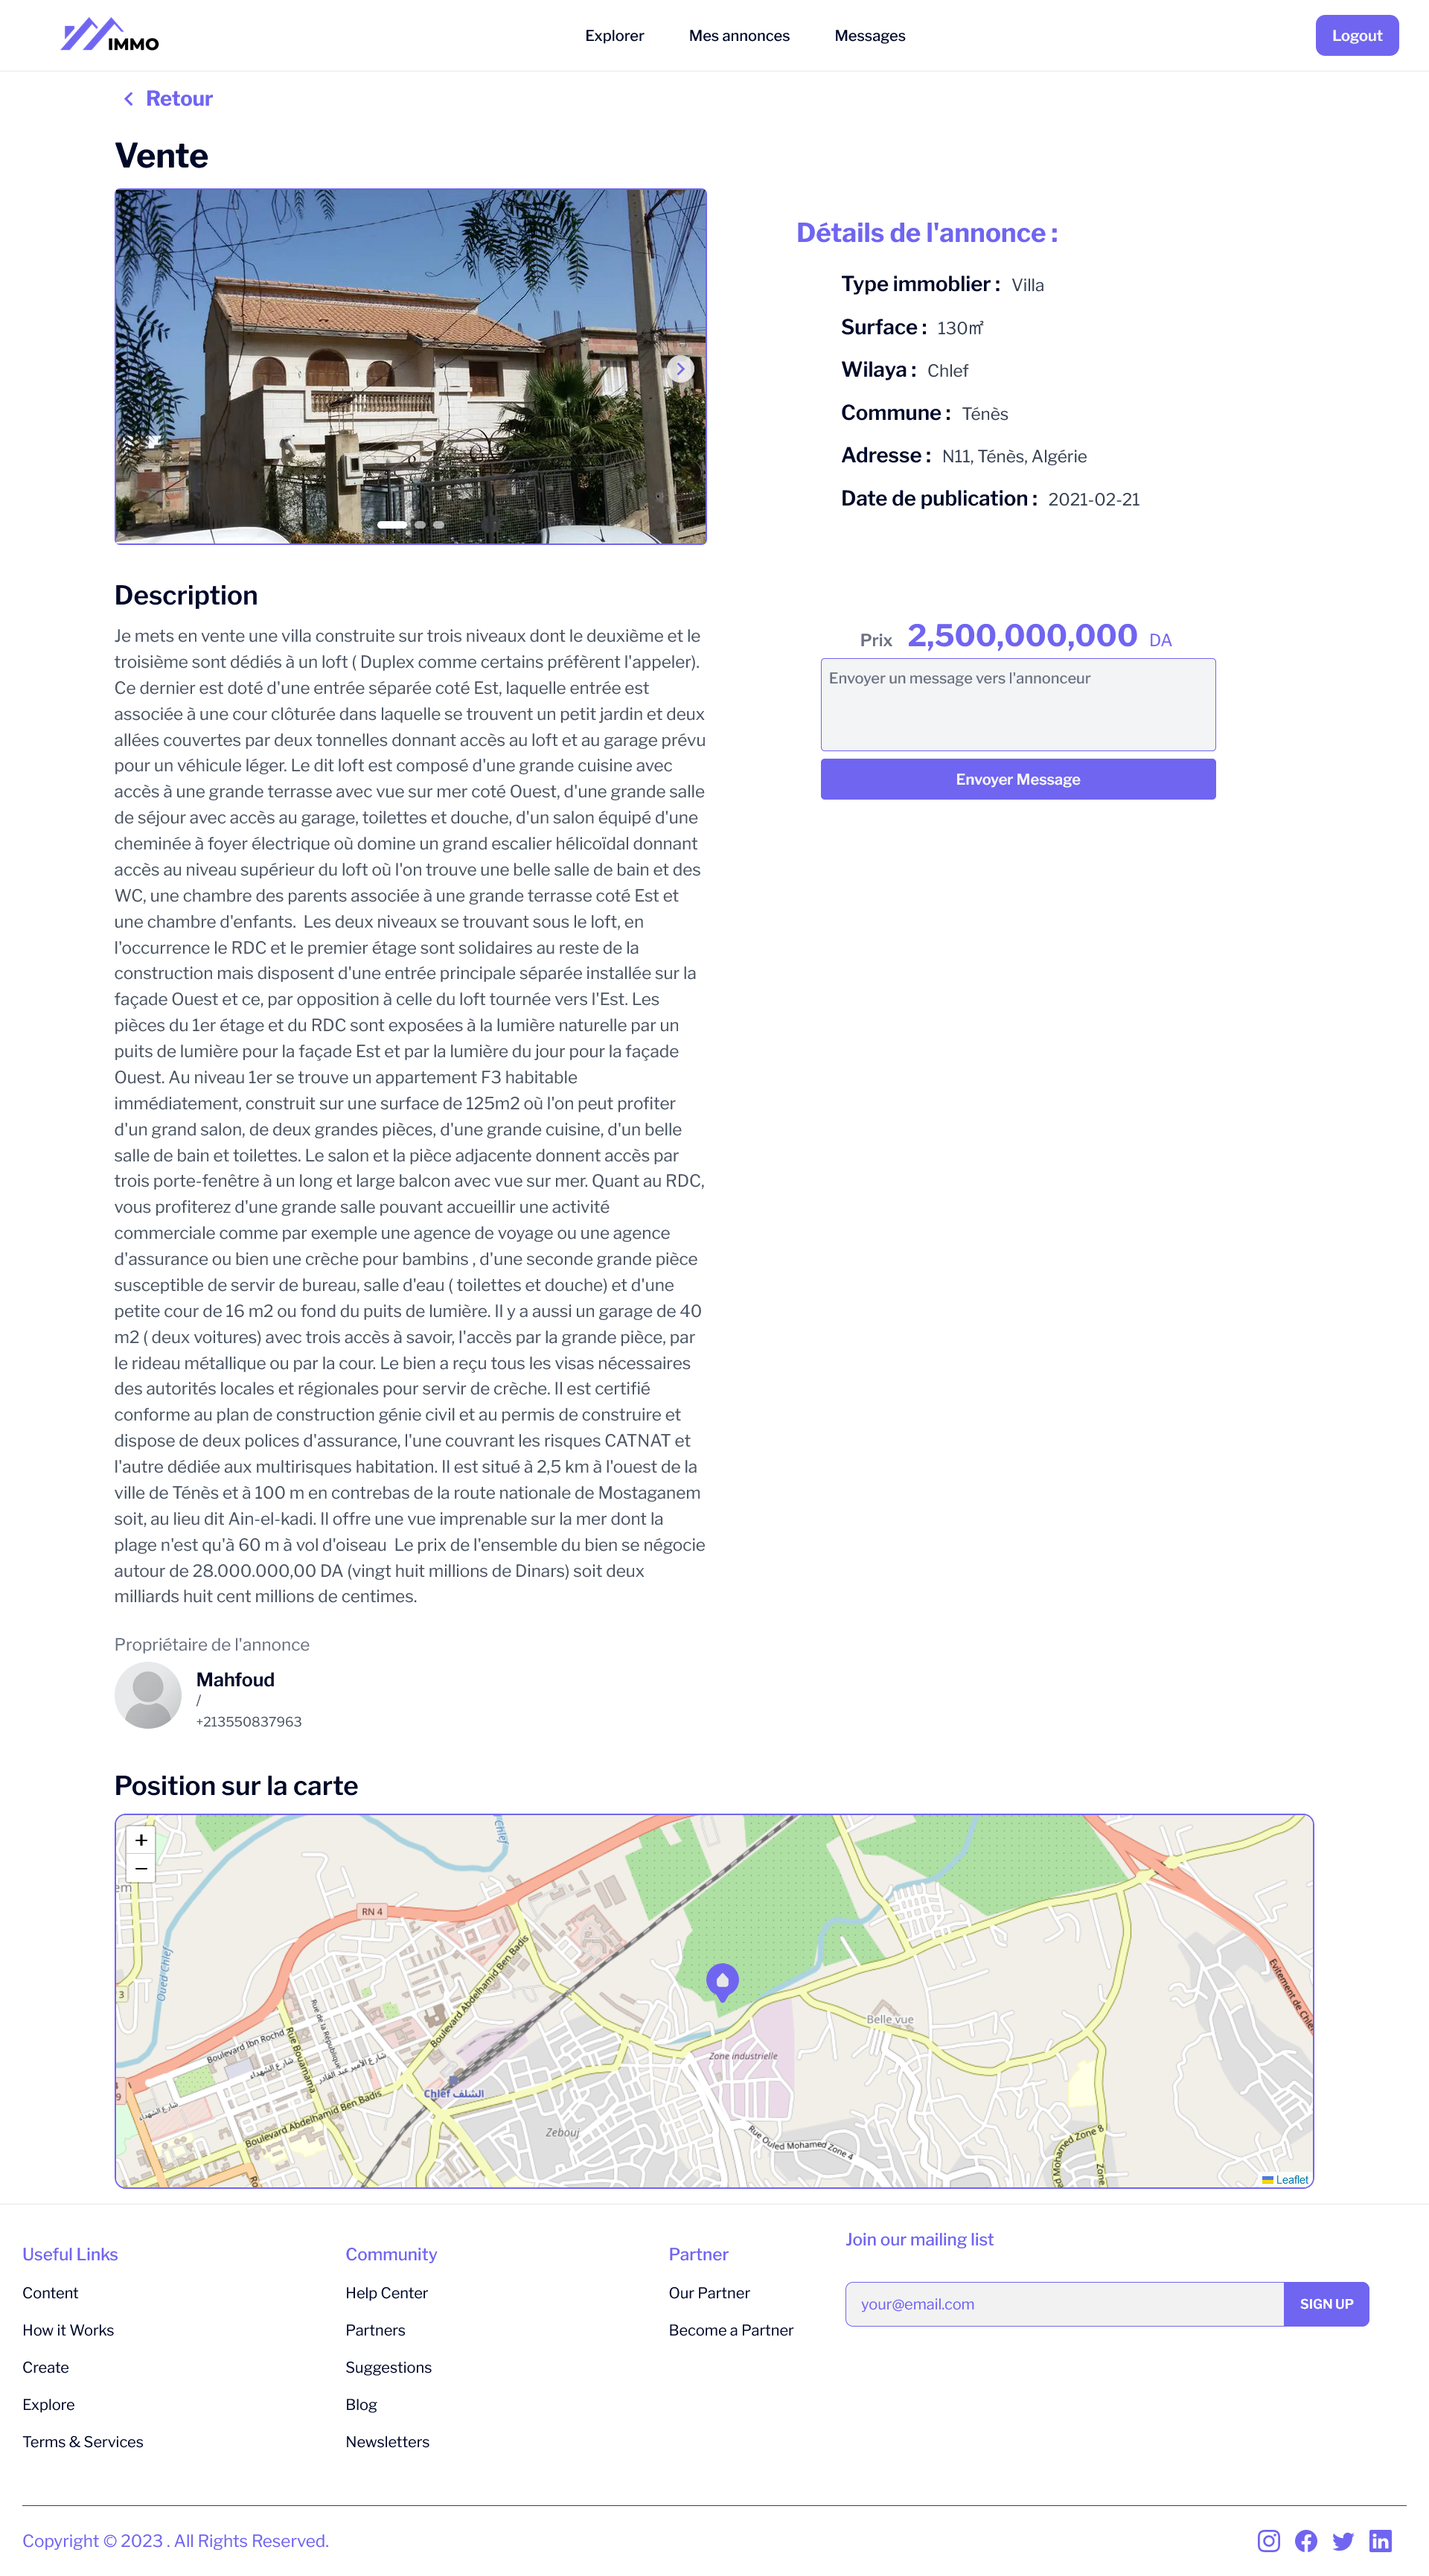 IMMO
Explorer
Mes annonces
Messages
Logout
Retour
Vente
Détails de l'annonce :
Type immoblier : Villa
Surface : 130㎡
Wilaya : Chlef
Commune : Ténès
Adresse : N11, Ténès, Algérie
Date de publication : 2021-02-21
Description
Je mets en vente une villa construite sur trois niveaux dont le deuxième et le
troisième sont dédiés à un loft ( Duplex comme certains préfèrent l'appeler).
Ce dernier est doté d'une entrée séparée coté Est, laquelle entrée est
associée à une cour clôturée dans laquelle se trouvent un petit jardin et deux
allées couvertes par deux tonnelles donnant accès au loft et au garage prévu
pour un véhicule léger. Le dit loft est composé d'une grande cuisine avec
accès à une grande terrasse avec vue sur mer coté Ouest, d'une grande salle
de séjour avec accès au garage, toilettes et douche, d'un salon équipé d'une
cheminée à foyer électrique où domine un grand escalier hélicoïdal donnant
accès au niveau supérieur du loft où l'on trouve une belle salle de bain et des
WC, une chambre des parents associée à une grande terrasse coté Est et
une chambre d'enfants.  Les deux niveaux se trouvant sous le loft, en
l'occurrence le RDC et le premier étage sont solidaires au reste de la
construction mais disposent d'une entrée principale séparée installée sur la
façade Ouest et ce, par opposition à celle du loft tournée vers l'Est. Les
pièces du 1er étage et du RDC sont exposées à la lumière naturelle par un
puits de lumière pour la façade Est et par la lumière du jour pour la façade
Ouest. Au niveau 1er se trouve un appartement F3 habitable
immédiatement, construit sur une surface de 125m2 où l'on peut profiter
d'un grand salon, de deux grandes pièces, d'une grande cuisine, d'un belle
salle de bain et toilettes. Le salon et la pièce adjacente donnent accès par
trois porte-fenêtre à un long et large balcon avec vue sur mer. Quant au RDC,
vous profiterez d'une grande salle pouvant accueillir une activité
commerciale comme par exemple une agence de voyage ou une agence
d'assurance ou bien une crèche pour bambins , d'une seconde grande pièce
susceptible de servir de bureau, salle d'eau ( toilettes et douche) et d'une
petite cour de 16 m2 ou fond du puits de lumière. Il y a aussi un garage de 40
m2 ( deux voitures) avec trois accès à savoir, l'accès par la grande pièce, par
le rideau métallique ou par la cour. Le bien a reçu tous les visas nécessaires
des autorités locales et régionales pour servir de crèche. Il est certifié
conforme au plan de construction génie civil et au permis de construire et
dispose de deux polices d'assurance, l'une couvrant les risques CATNAT et
l'autre dédiée aux multirisques habitation. Il est situé à 2,5 km à l'ouest de la
ville de Ténès et à 100 m en contrebas de la route nationale de Mostaganem
soit, au lieu dit Ain-el-kadi. Il offre une vue imprenable sur la mer dont la
plage n'est qu'à 60 m à vol d'oiseau  Le prix de l'ensemble du bien se négocie
autour de 28.000.000,00 DA (vingt huit millions de Dinars) soit deux
milliards huit cent millions de centimes.
Prix 2,500,000,000 DA
Envoyer un message vers l'annonceur
Envoyer Message
Propriétaire de l'annonce
Mahfoud
/
+213550837963
Position sur la carte
+
−
em
Chlef
RN 4
Oued Chlef
3
Boulevard Abdelhamid Ben Badis
Evitement de Chlef
Rue de la République
Boulevard Ibn Rochd
Rue Bouamama
شارع الشهداء
شارع الأمير عبد القادر
Belle vue
Zone industrielle
Chlef الشلف
9
شارع الشهداء
Boulevard Abdelhamid Ben Badis
Zebouj
Rue Ouled Mohamed Zone 4
Mohamed Zone 8
Zone
Leaflet
Useful Links
Content
How it Works
Create
Explore
Terms & Services
Community
Help Center
Partners
Suggestions
Blog
Newsletters
Partner
Our Partner
Become a Partner
Join our mailing list
your@email.com
SIGN UP
Copyright © 2023 . All Rights Reserved.